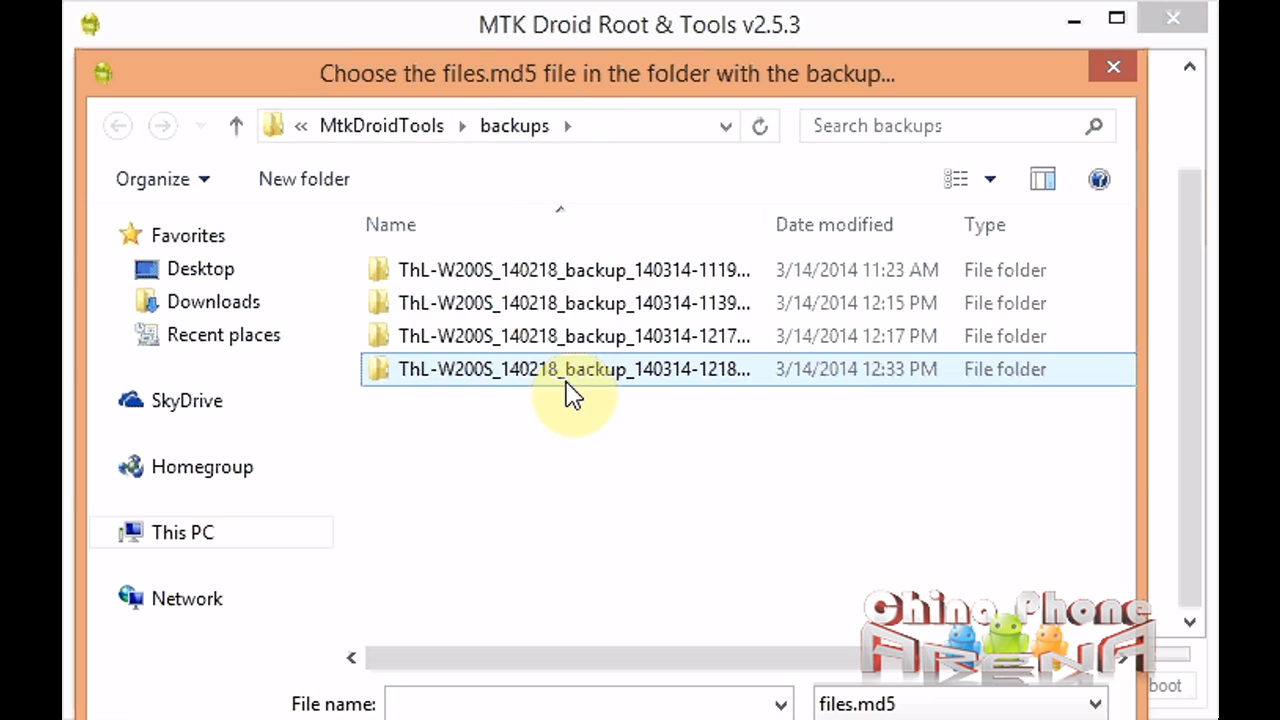 MTK Droid Root & Tools v2.5.3
Choose the files.md5 file in the folder with the backup...
« MtkDroidTools backups Search backups
Organize New folder
Name Date modified Type
Favorites
Desktop
Downloads
Recent places
SkyDrive
Homegroup
This PC
Network
ThL-W200S_140218_backup_140314-1119... 3/14/2014 11:23 AM File folder
ThL-W200S_140218_backup_140314-1139... 3/14/2014 12:15 PM File folder
ThL-W200S_140218_backup_140314-1217... 3/14/2014 12:17 PM File folder
ThL-W200S_140218_backup_140314-1218... 3/14/2014 12:33 PM File folder
China Phone
ARENA
boot
File name: files.md5